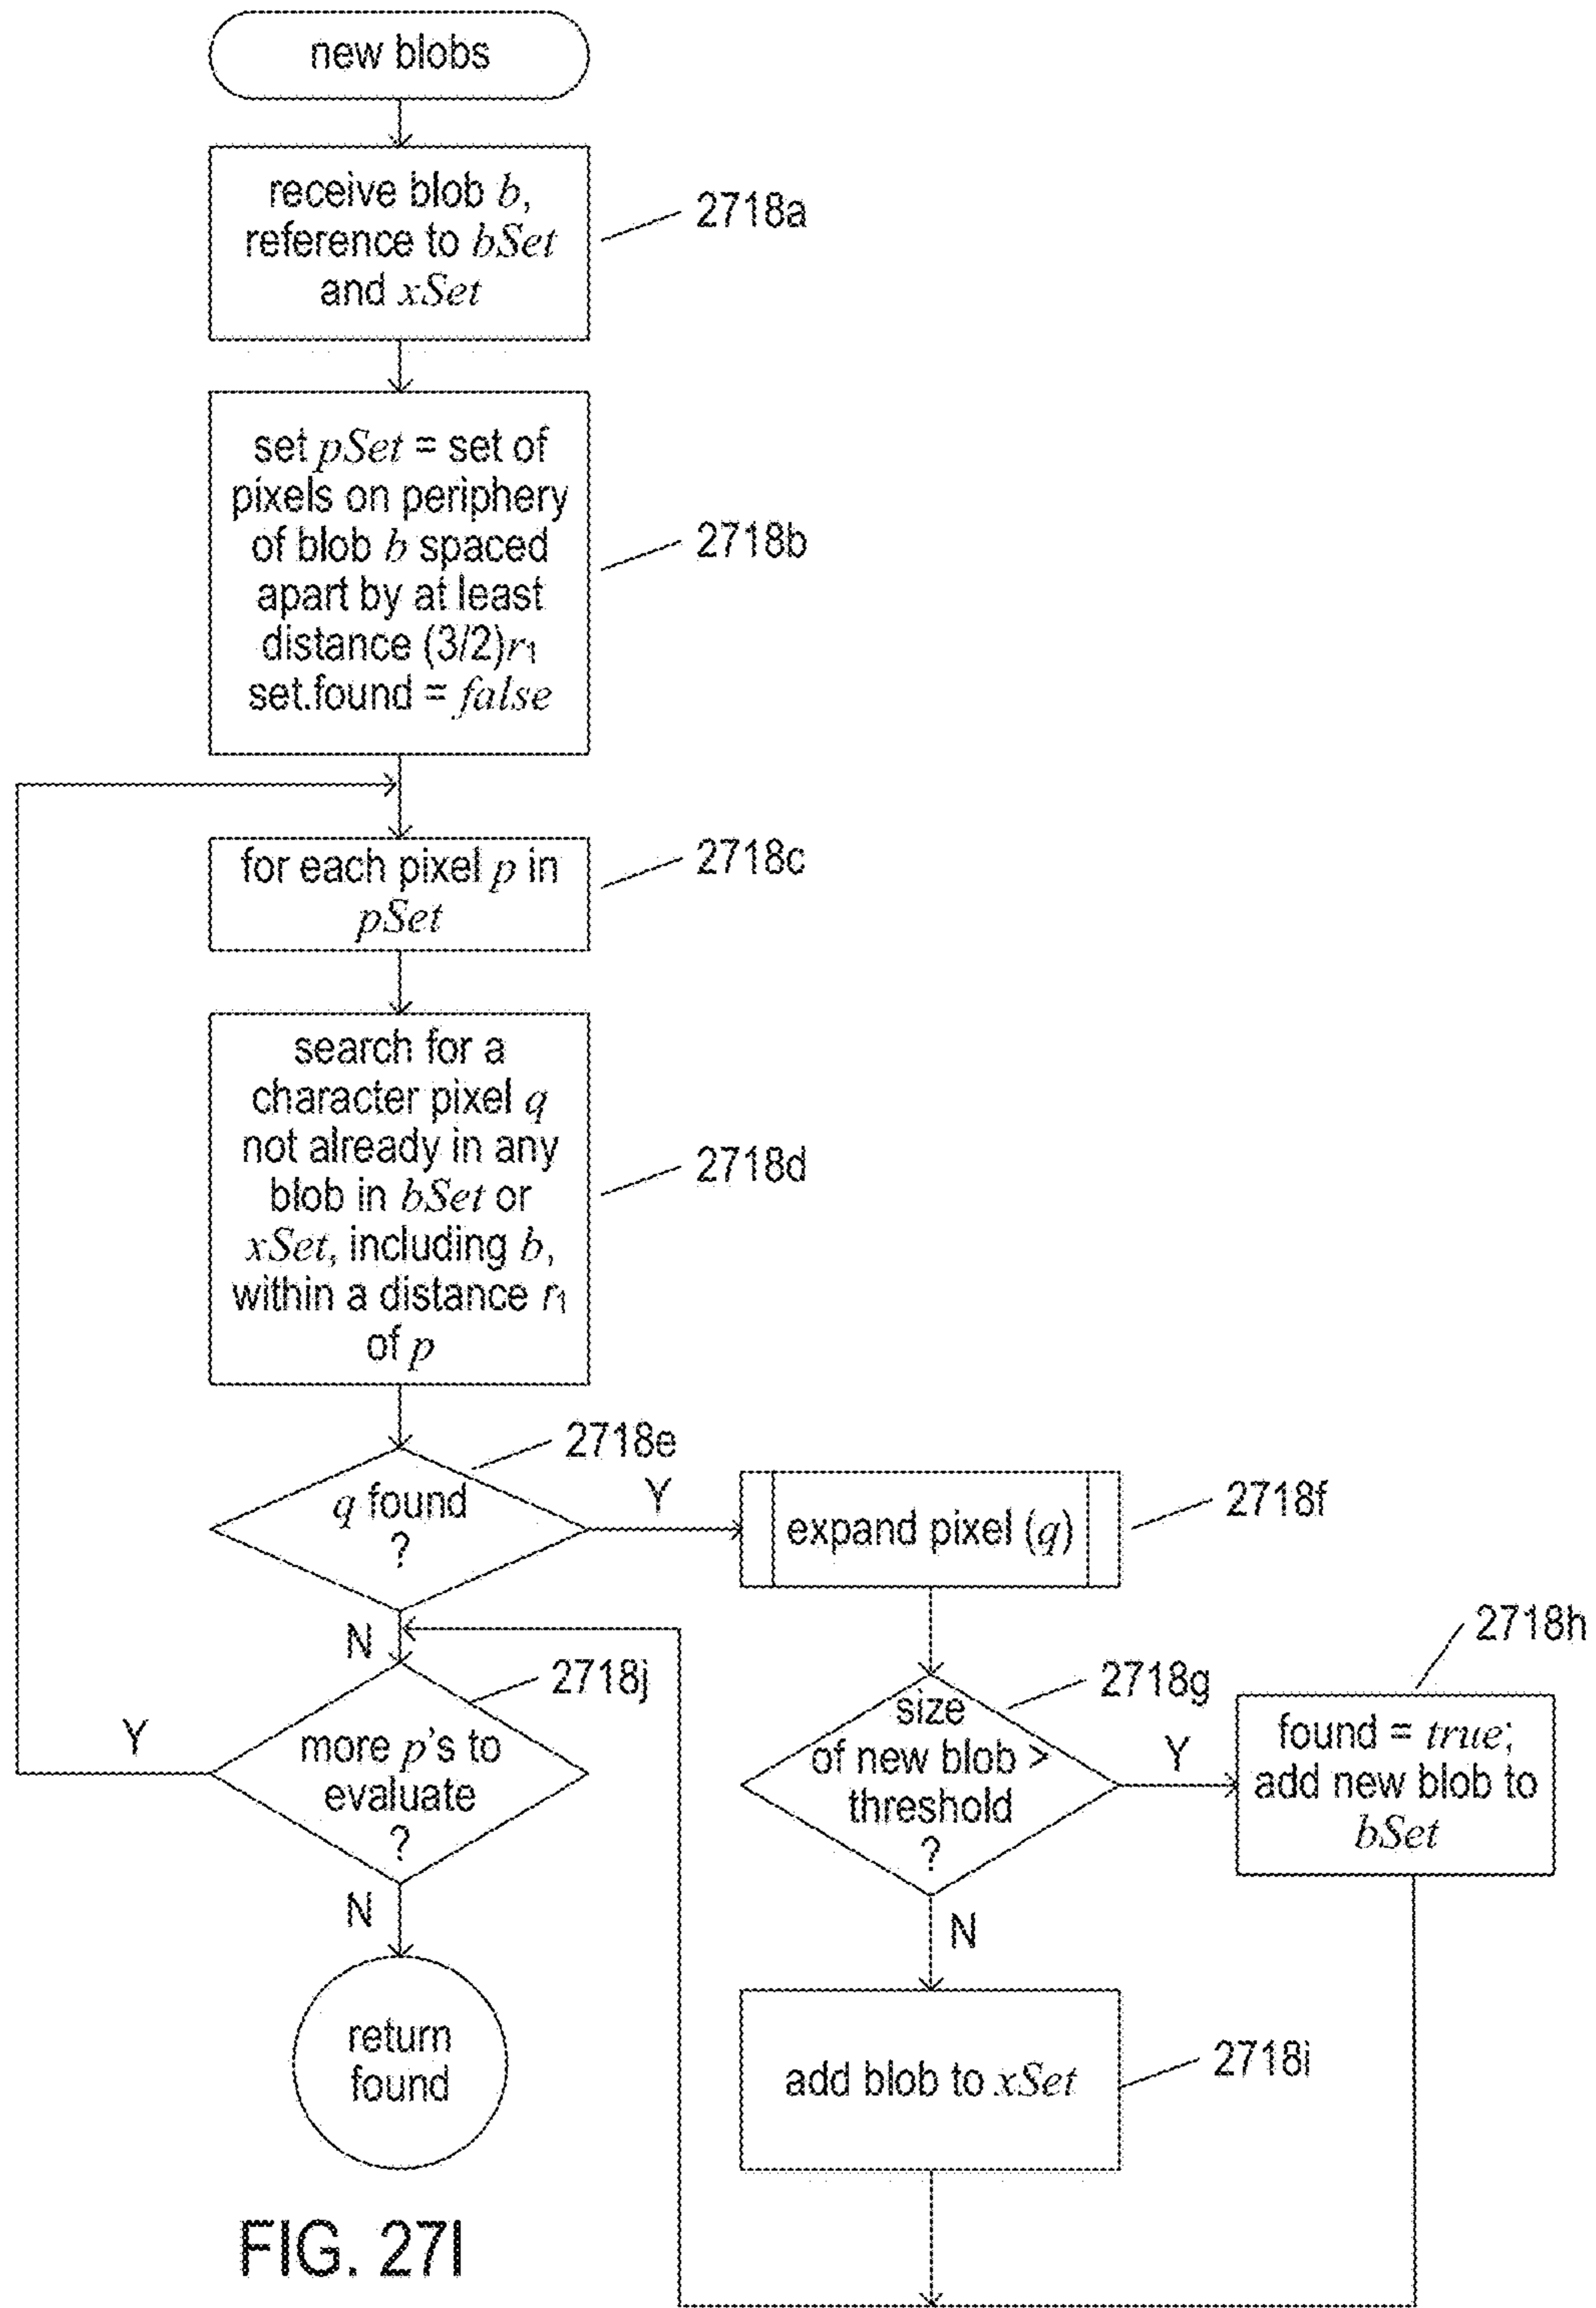 new blobs
receive blob b,
reference to bSet
and xSet
2718a
set pSet = set of
pixels on periphery
of blob b spaced
apart by at least
distance (3/2)r1
set.found = false
2718b
for each pixel p in
pSet
2718c
search for a
character pixel q
not already in any
blob in bSet or
xSet, including b,
within a distance r1
of p
2718d
q found
?
2718e
Y
N
expand pixel (q)
2718f
size
of new blob >
threshold
?
2718g
Y
N
found = true;
add new blob to
bSet
2718h
add blob to xSet
2718i
more p's to
evaluate
?
2718j
Y
N
return
found
FIG. 27I